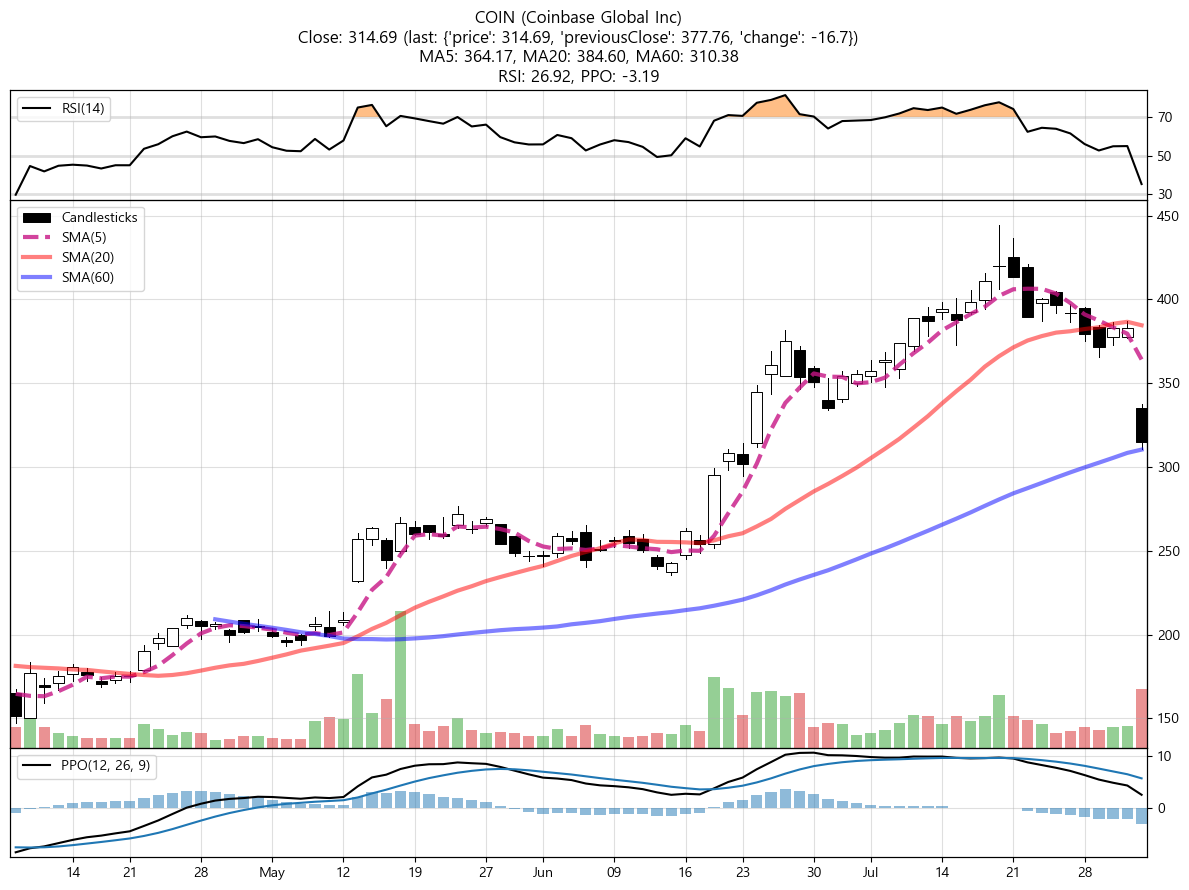 COIN (Coinbase Global Inc)
Close: 314.69 (last: {'price': 314.69, 'previousClose': 377.76, 'change': -16.7})
MA5: 364.17, MA20: 384.60, MA60: 310.38
RSI: 26.92, PPO: -3.19
RSI(14)
70
50
30
Candlesticks
SMA(5)
SMA(20)
SMA(60)
450
400
350
300
250
200
150
PPO(12, 26, 9)
10
0
14 21 28 May 12 19 27 Jun 09 16 23 30 Jul 14 21 28